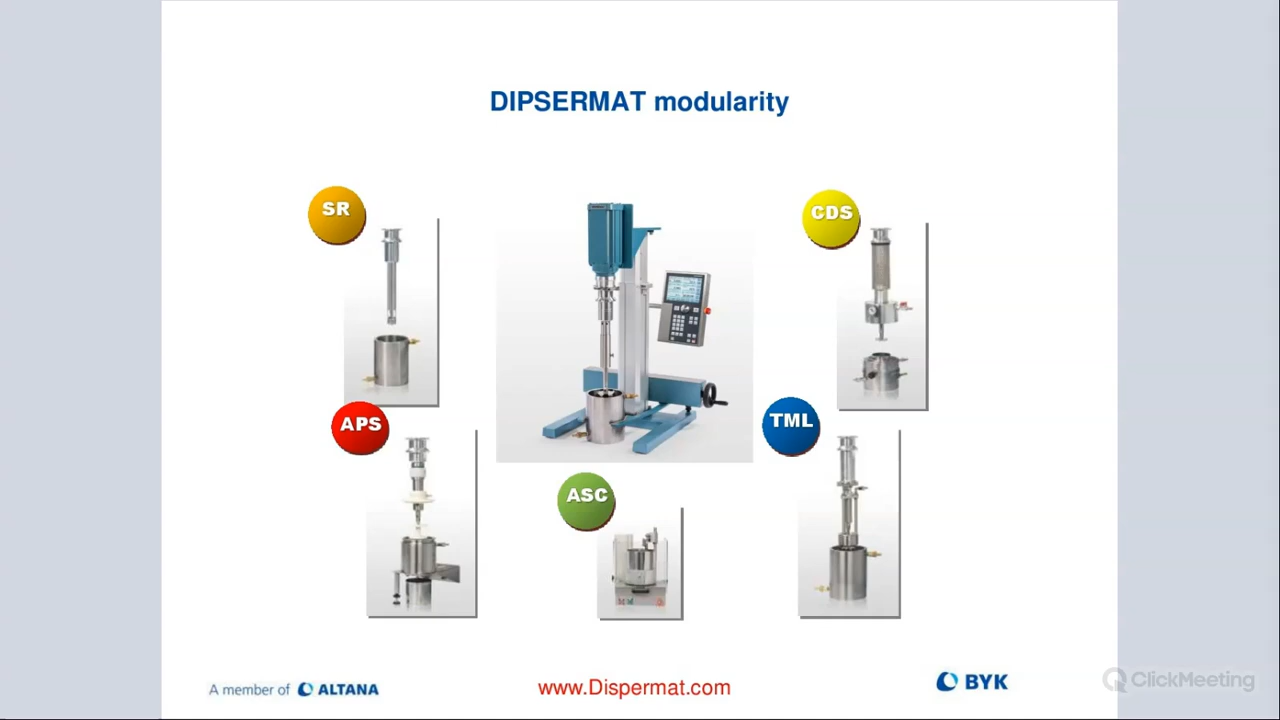 DIPSERMAT modularity
SR
CDS
APS
TML
ASC
A member of ALTANA
www.Dispermat.com
BYK
ClickMeeting